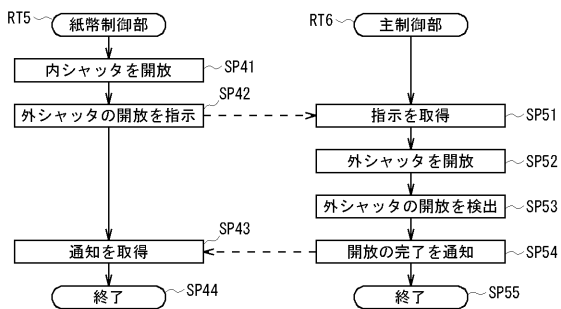 RT5 紙幣制御部
RT6 主制御部
内シャッタを開放 SP41
外シャッタの開放を指示 SP42
指示を取得 SP51
外シャッタを開放 SP52
外シャッタの開放を検出 SP53
通知を取得 SP43
開放の完了を通知 SP54
終了 SP44
終了 SP55